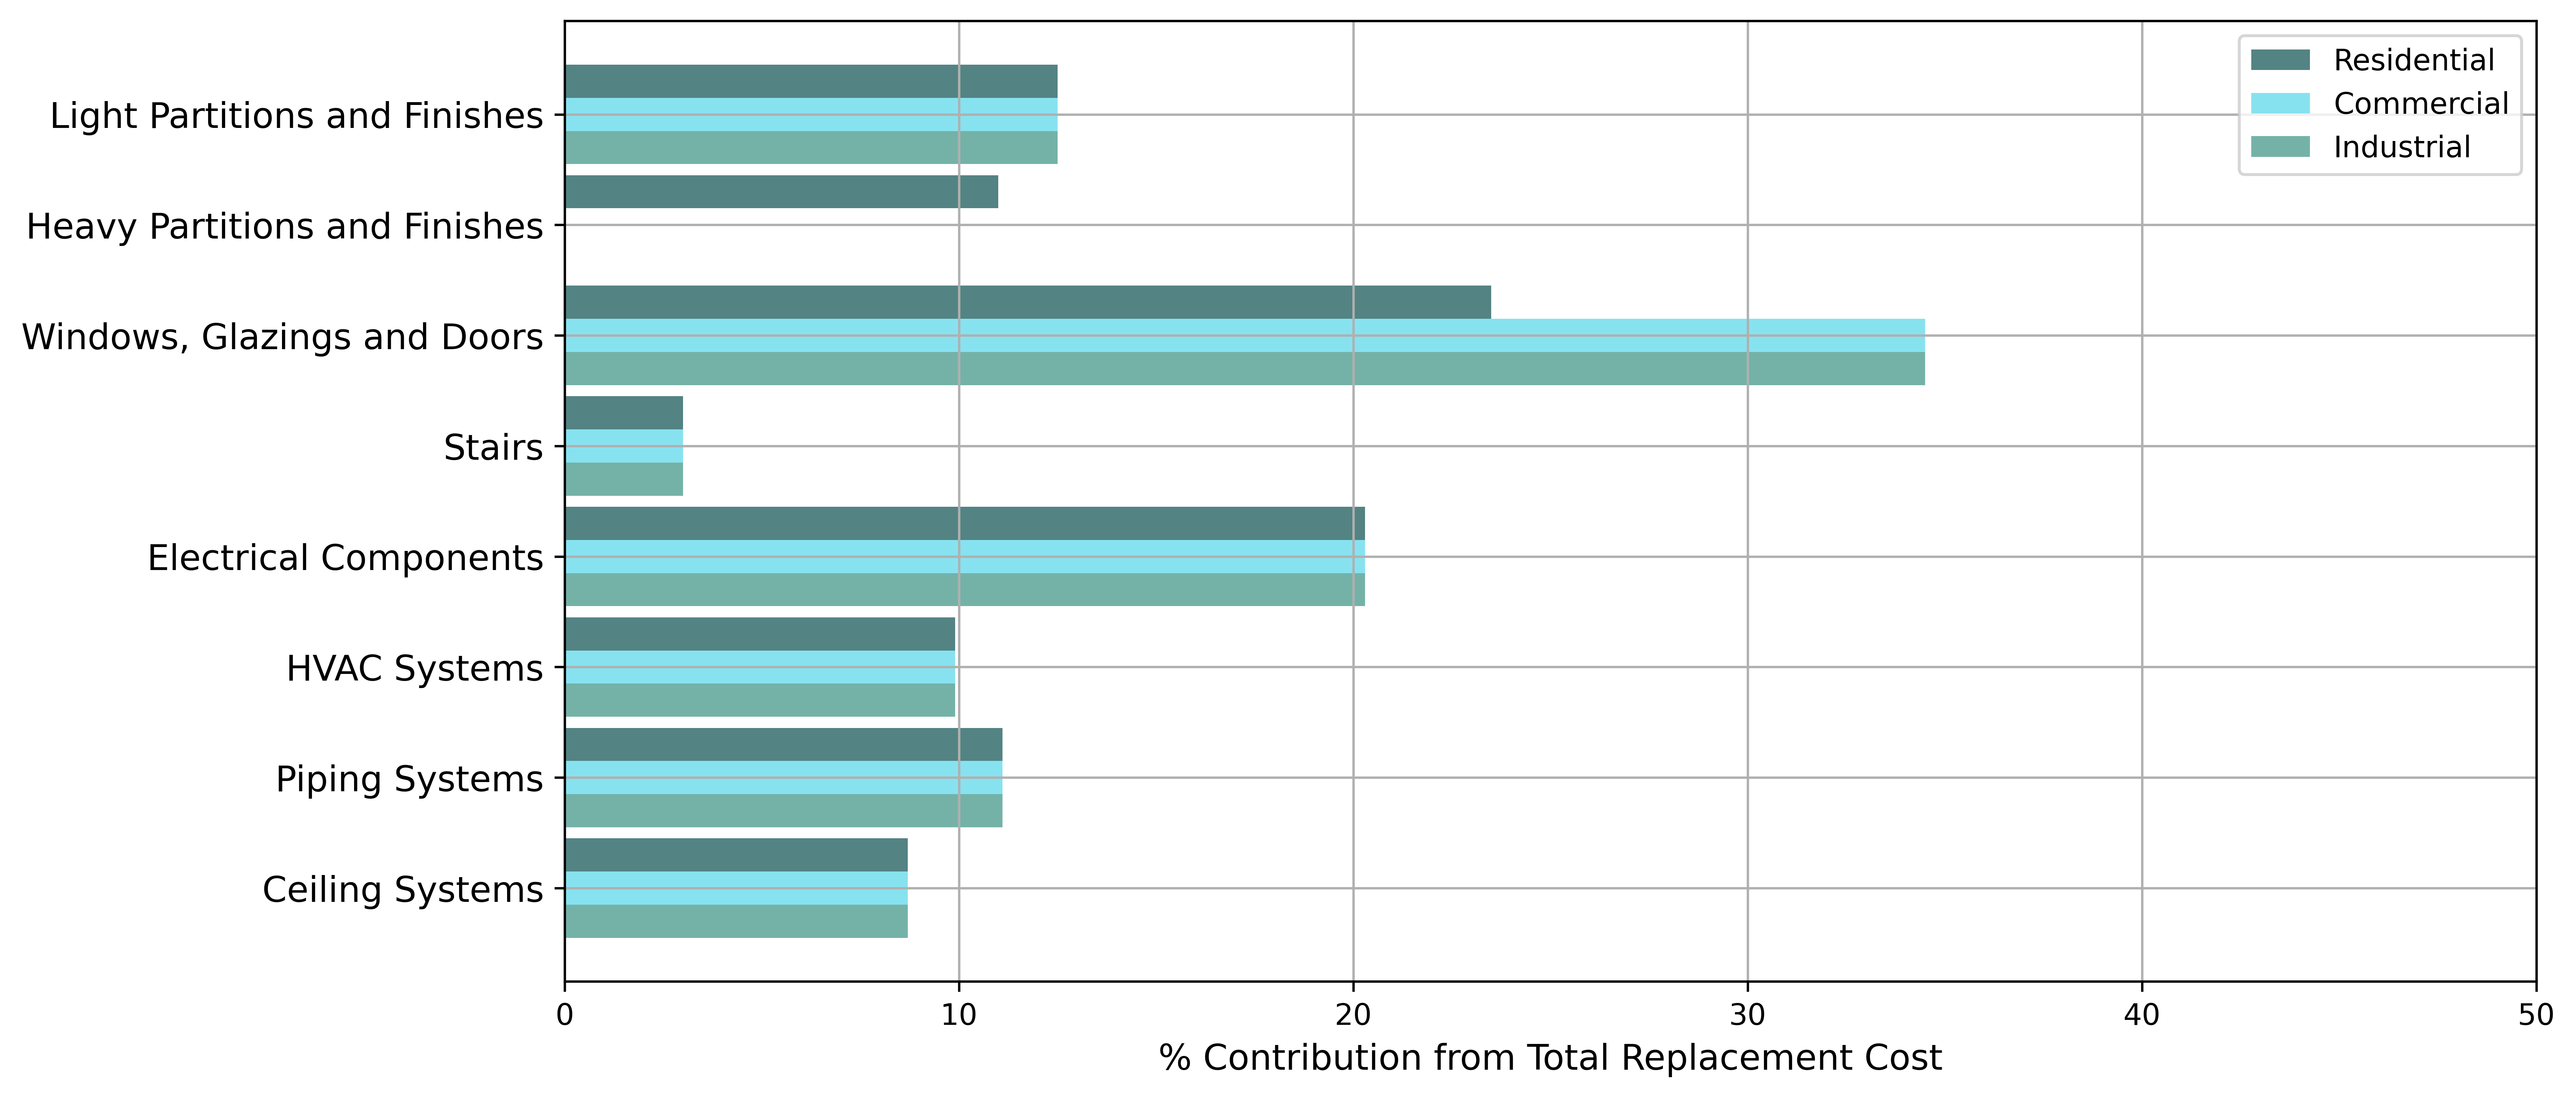 Residential
Commercial
Industrial
Light Partitions and Finishes
Heavy Partitions and Finishes
Windows, Glazings and Doors
Stairs
Electrical Components
HVAC Systems
Piping Systems
Ceiling Systems
0 10 20 30 40 50
% Contribution from Total Replacement Cost